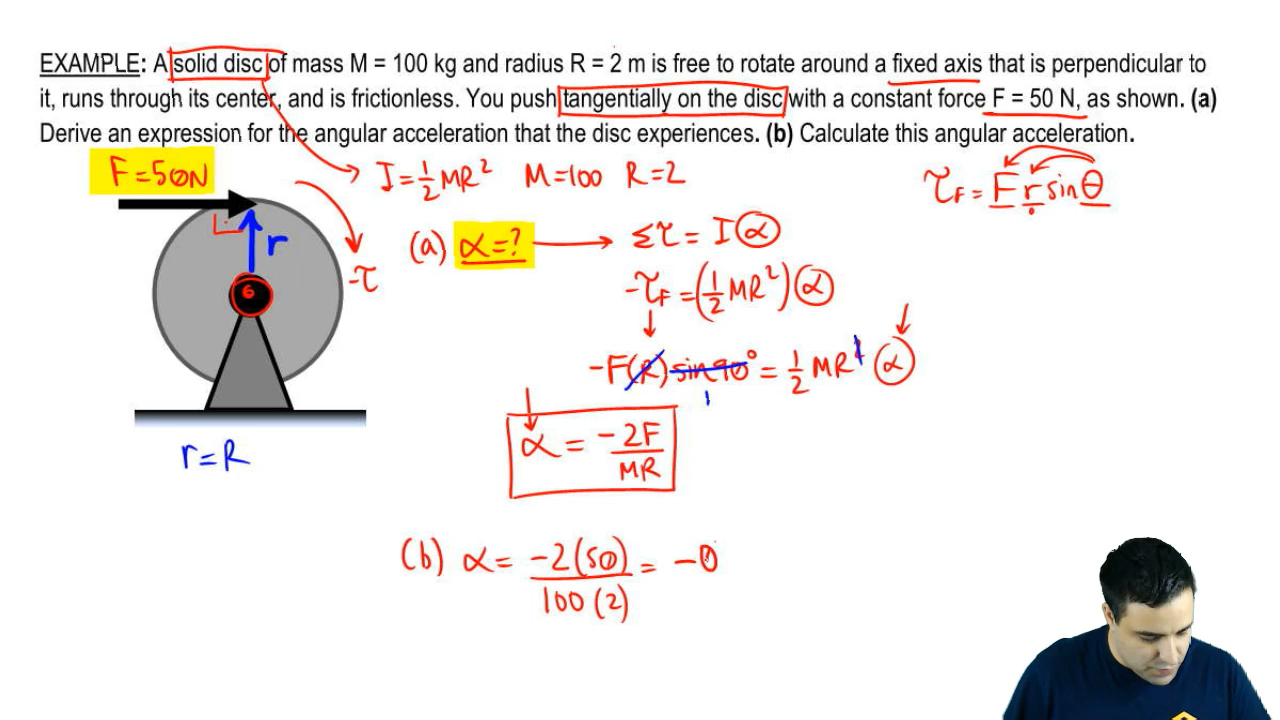 EXAMPLE: A solid disc of mass M = 100 kg and radius R = 2 m is free to rotate around a fixed axis that is perpendicular to
it, runs through its center, and is frictionless. You push tangentially on the disc with a constant force F = 50 N, as shown. (a)
Derive an expression for the angular acceleration that the disc experiences. (b) Calculate this angular acceleration.
F=50N
I=½MR² M=100 R=2
τF = F r sin θ
r
-τ
(a) α=?
Στ = Iα
-τF = (½MR²)α
-F(R) sin90° = ½MR² α
1
α = -2F/MR
r=R
(b) α = -2(50)/100(2) = -0